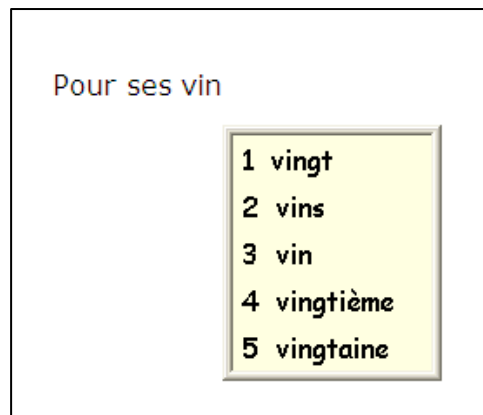 Pour ses vin
1 vingt
2 vins
3 vin
4 vingtième
5 vingtaine